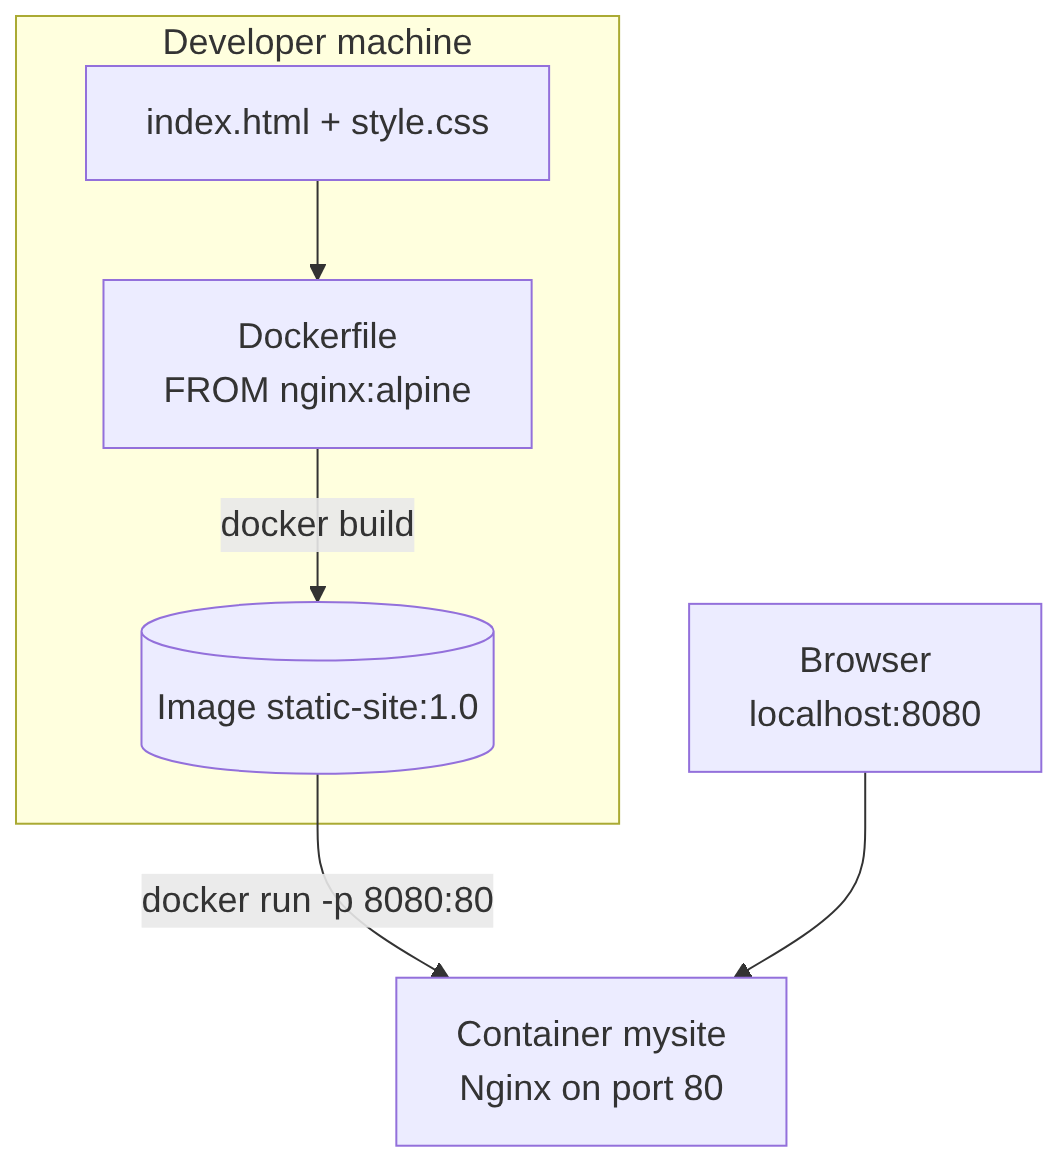 Developer machine
index.html + style.css
Dockerfile
FROM nginx:alpine
docker build
Image static-site:1.0
Browser
localhost:8080
docker run -p 8080:80
Container mysite
Nginx on port 80